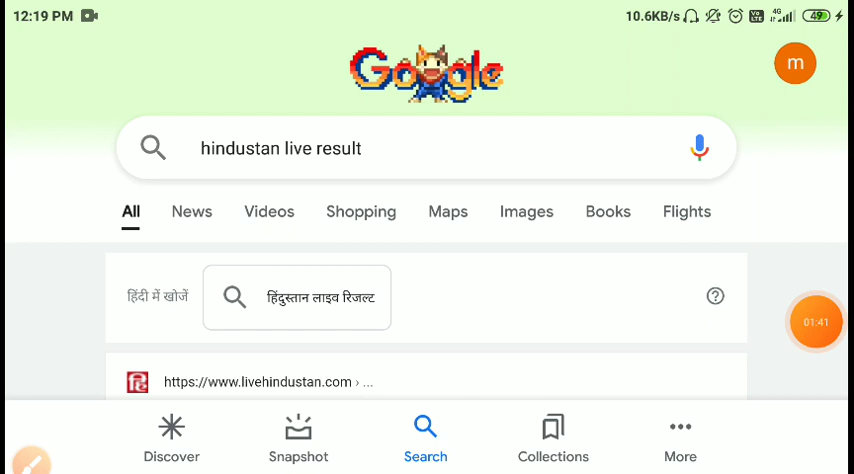 12:19 PM 10.6KB/s 4G 49
Google
m
hindustan live result
All News Videos Shopping Maps Images Books Flights
हिंदी में खोजें हिंदुस्तान लाइव रिजल्ट
01:41
हि https://www.livehindustan.com › ...
Discover Snapshot Search Collections More